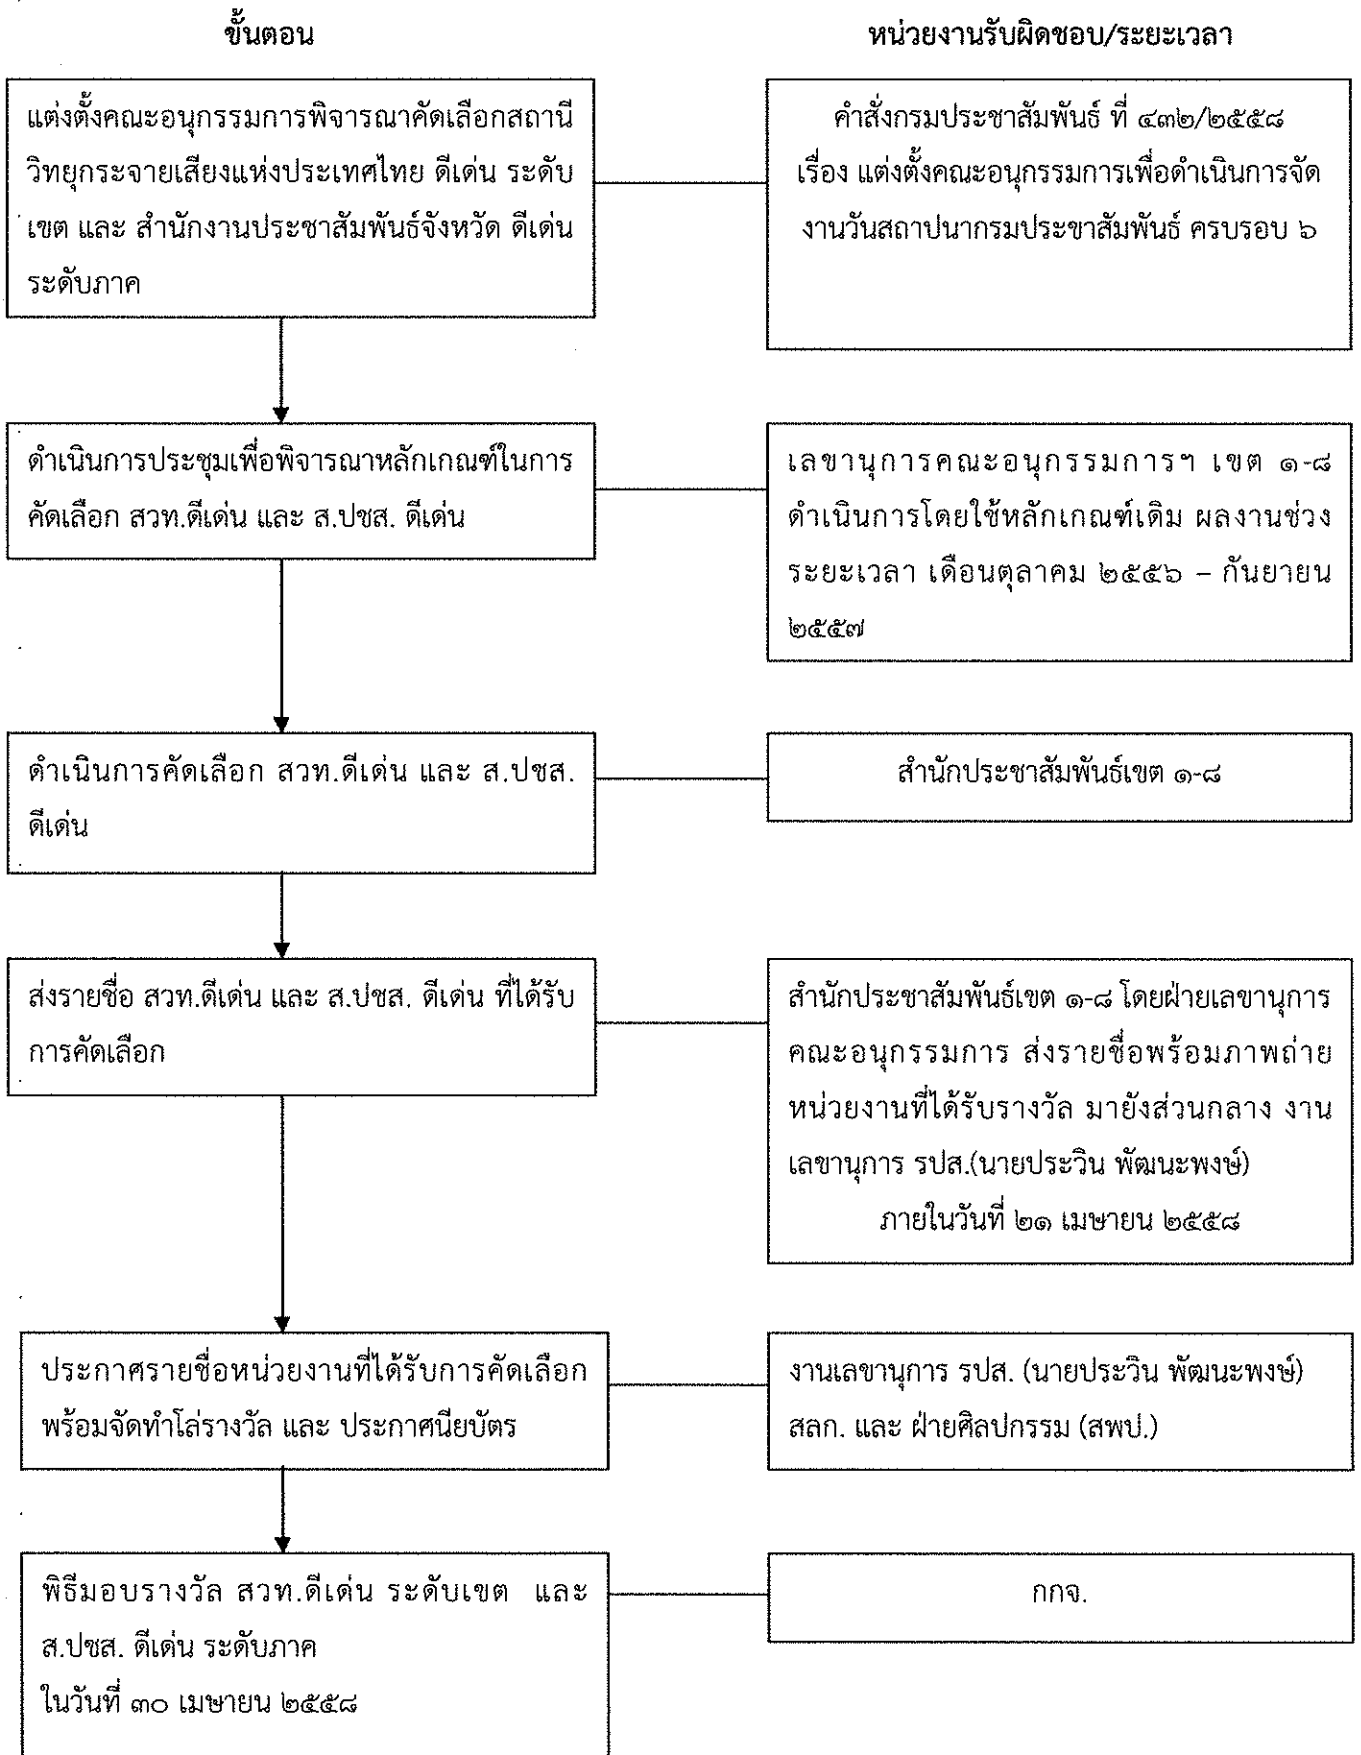 ขั้นตอน
หน่วยงานรับผิดชอบ/ระยะเวลา
แต่งตั้งคณะอนุกรรมการพิจารณาคัดเลือกสถานี
วิทยุกระจายเสียงแห่งประเทศไทย ดีเด่น ระดับ
เขต และ สำนักงานประชาสัมพันธ์จังหวัด ดีเด่น
ระดับภาค
คำสั่งกรมประชาสัมพันธ์ ที่ ๔๓๒/๒๕๕๘
เรื่อง แต่งตั้งคณะอนุกรรมการเพื่อดำเนินการจัด
งานวันสถาปนากรมประชาสัมพันธ์ ครบรอบ ๖
ดำเนินการประชุมเพื่อพิจารณาหลักเกณฑ์ในการ
คัดเลือก สวท.ดีเด่น และ ส.ปชส. ดีเด่น
เลขานุการคณะอนุกรรมการฯ เขต ๑-๘
ดำเนินการโดยใช้หลักเกณฑ์เดิม ผลงานช่วง
ระยะเวลา เดือนตุลาคม ๒๕๕๖ – กันยายน
๒๕๕๗
ดำเนินการคัดเลือก สวท.ดีเด่น และ ส.ปชส.
ดีเด่น
สำนักประชาสัมพันธ์เขต ๑-๘
ส่งรายชื่อ สวท.ดีเด่น และ ส.ปชส. ดีเด่น ที่ได้รับ
การคัดเลือก
สำนักประชาสัมพันธ์เขต ๑-๘ โดยฝ่ายเลขานุการ
คณะอนุกรรมการ ส่งรายชื่อพร้อมภาพถ่าย
หน่วยงานที่ได้รับรางวัล มายังส่วนกลาง งาน
เลขานุการ รปส.(นายประวิน พัฒนะพงษ์)
ภายในวันที่ ๒๑ เมษายน ๒๕๕๘
ประกาศรายชื่อหน่วยงานที่ได้รับการคัดเลือก
พร้อมจัดทำโล่รางวัล และ ประกาศนียบัตร
งานเลขานุการ รปส. (นายประวิน พัฒนะพงษ์)
สลก. และ ฝ่ายศิลปกรรม (สพป.)
พิธีมอบรางวัล สวท.ดีเด่น ระดับเขต และ
ส.ปชส. ดีเด่น ระดับภาค
ในวันที่ ๓๐ เมษายน ๒๕๕๘
กกจ.